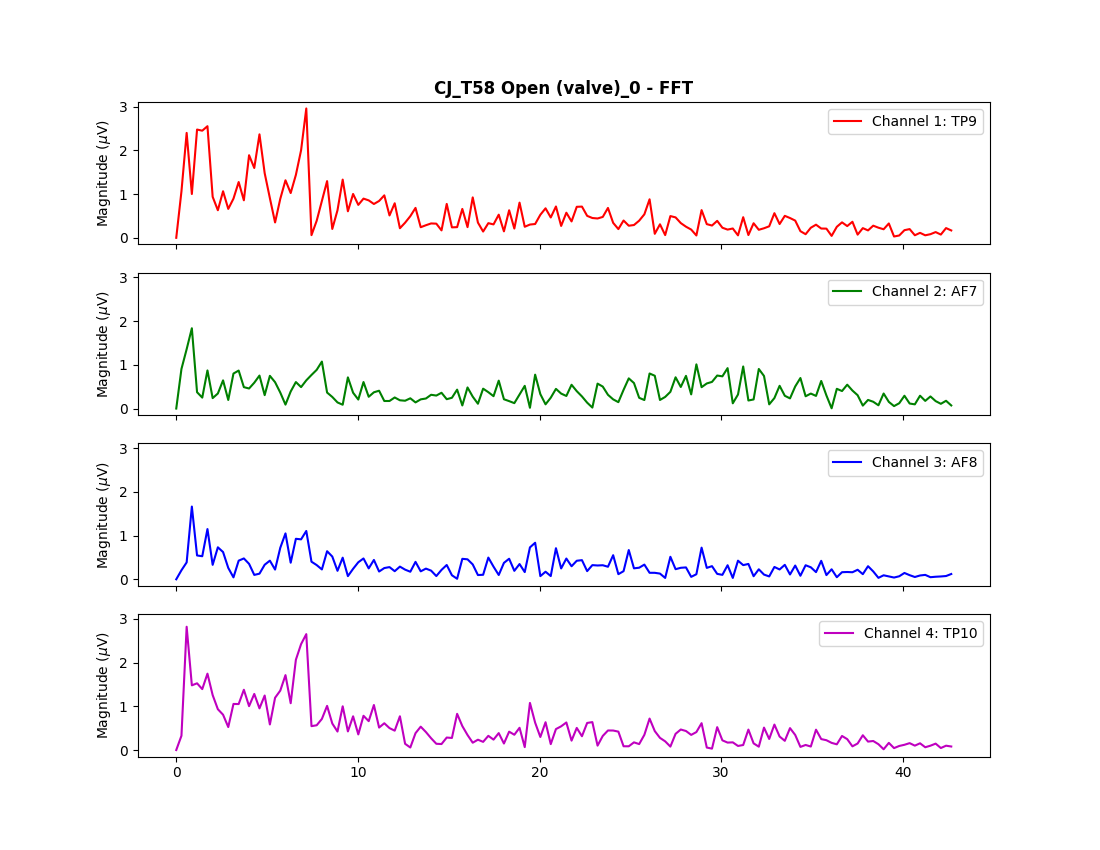 CJ_T58 Open (valve)_0 - FFT
3
2
1
0
Magnitude (μV)
Channel 1: TP9
3
2
1
0
Magnitude (μV)
Channel 2: AF7
3
2
1
0
Magnitude (μV)
Channel 3: AF8
3
2
1
0
Magnitude (μV)
Channel 4: TP10
0 10 20 30 40